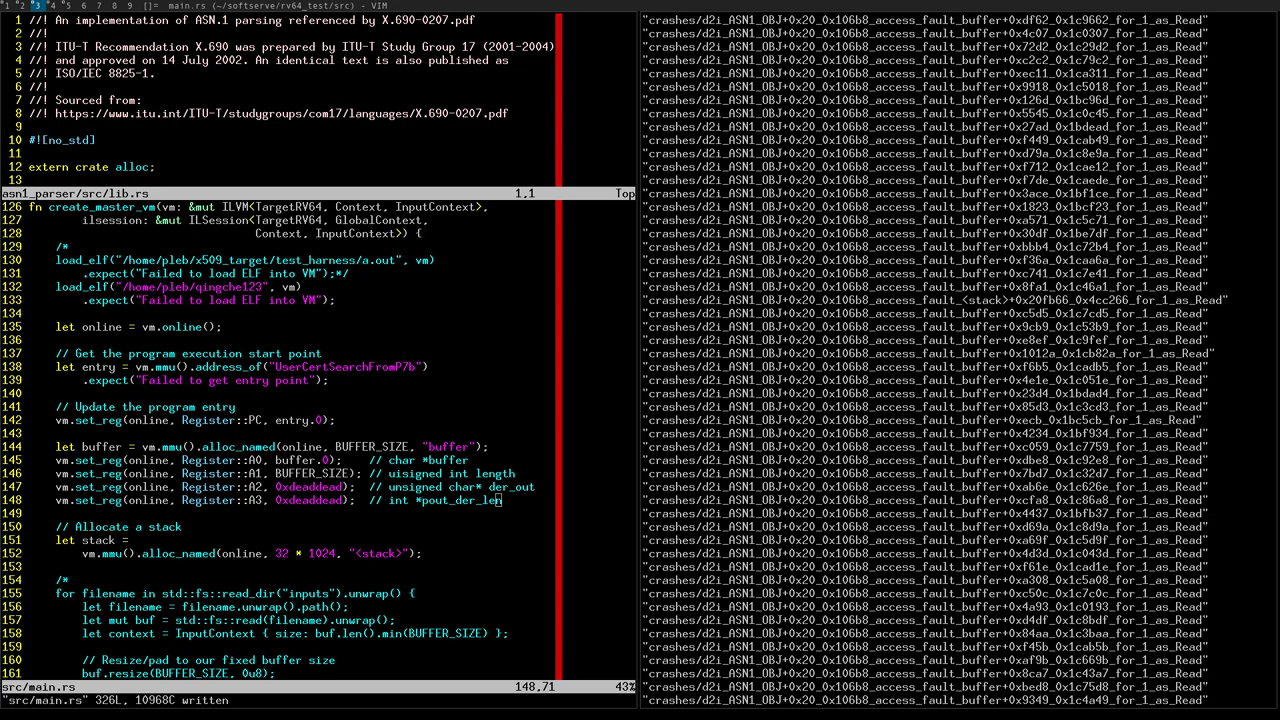 1 2 3 4 5 6 7 8 9 []= main.rs (~/softserve/rv64_test/src) - VIM
1 //! An implementation of ASN.1 parsing referenced by X.690-0207.pdf
2 //!
3 //! ITU-T Recommendation X.690 was prepared by ITU-T Study Group 17 (2001-2004)
4 //! and approved on 14 July 2002. An identical text is also published as
5 //! ISO/IEC 8825-1.
6 //!
7 //! Sourced from:
8 //! https://www.itu.int/ITU-T/studygroups/com17/languages/X.690-0207.pdf
9
10 #![no_std]
11
12 extern crate alloc;
13
asn1_parser/src/lib.rs 1,1 Top
126 fn create_master_vm(vm: &mut ILVM<TargetRV64, Context, InputContext>,
127 ilsession: &mut ILSession<TargetRV64, GlobalContext,
128 Context, InputContext>) {
129 /*
130 load_elf("/home/pleb/x509_target/test_harness/a.out", vm)
131 .expect("Failed to load ELF into VM");*/
132 load_elf("/home/pleb/qingche123", vm)
133 .expect("Failed to load ELF into VM");
134
135 let online = vm.online();
136
137 // Get the program execution start point
138 let entry = vm.mmu().address_of("UserCertSearchFromP7b")
139 .expect("Failed to get entry point");
140
141 // Update the program entry
142 vm.set_reg(online, Register::PC, entry.0);
143
144 let buffer = vm.mmu().alloc_named(online, BUFFER_SIZE, "buffer");
145 vm.set_reg(online, Register::A0, buffer.0); // char *buffer
146 vm.set_reg(online, Register::A1, BUFFER_SIZE); // uisigned int length
147 vm.set_reg(online, Register::A2, 0xdeaddead); // unsigned char* der_out
148 vm.set_reg(online, Register::A3, 0xdeaddead); // int *pout_der_len
149
150 // Allocate a stack
151 let stack =
152 vm.mmu().alloc_named(online, 32 * 1024, "<stack>");
153
154 /*
155 for filename in std::fs::read_dir("inputs").unwrap() {
156 let filename = filename.unwrap().path();
157 let mut buf = std::fs::read(filename).unwrap();
158 let context = InputContext { size: buf.len().min(BUFFER_SIZE) };
159
160 // Resize/pad to our fixed buffer size
161 buf.resize(BUFFER_SIZE, 0u8);
src/main.rs 148,71 43%
"src/main.rs" 326L, 10968C written
"crashes/d2i_ASN1_OBJ+0x20_0x106b8_access_fault_buffer+0xdf62_0x1c9662_for_1_as_Read"
"crashes/d2i_ASN1_OBJ+0x20_0x106b8_access_fault_buffer+0x4c07_0x1c0307_for_1_as_Read"
"crashes/d2i_ASN1_OBJ+0x20_0x106b8_access_fault_buffer+0x72d2_0x1c29d2_for_1_as_Read"
"crashes/d2i_ASN1_OBJ+0x20_0x106b8_access_fault_buffer+0xc2c2_0x1c79c2_for_1_as_Read"
"crashes/d2i_ASN1_OBJ+0x20_0x106b8_access_fault_buffer+0xec11_0x1ca311_for_1_as_Read"
"crashes/d2i_ASN1_OBJ+0x20_0x106b8_access_fault_buffer+0x9918_0x1c5018_for_1_as_Read"
"crashes/d2i_ASN1_OBJ+0x20_0x106b8_access_fault_buffer+0x126d_0x1bc96d_for_1_as_Read"
"crashes/d2i_ASN1_OBJ+0x20_0x106b8_access_fault_buffer+0x5545_0x1c0c45_for_1_as_Read"
"crashes/d2i_ASN1_OBJ+0x20_0x106b8_access_fault_buffer+0x27ad_0x1bdead_for_1_as_Read"
"crashes/d2i_ASN1_OBJ+0x20_0x106b8_access_fault_buffer+0xf449_0x1cab49_for_1_as_Read"
"crashes/d2i_ASN1_OBJ+0x20_0x106b8_access_fault_buffer+0xd79a_0x1c8e9a_for_1_as_Read"
"crashes/d2i_ASN1_OBJ+0x20_0x106b8_access_fault_buffer+0xf712_0x1cae12_for_1_as_Read"
"crashes/d2i_ASN1_OBJ+0x20_0x106b8_access_fault_buffer+0xf7de_0x1caede_for_1_as_Read"
"crashes/d2i_ASN1_OBJ+0x20_0x106b8_access_fault_buffer+0x3ace_0x1bf1ce_for_1_as_Read"
"crashes/d2i_ASN1_OBJ+0x20_0x106b8_access_fault_buffer+0x1823_0x1bcf23_for_1_as_Read"
"crashes/d2i_ASN1_OBJ+0x20_0x106b8_access_fault_buffer+0xa571_0x1c5c71_for_1_as_Read"
"crashes/d2i_ASN1_OBJ+0x20_0x106b8_access_fault_buffer+0x30df_0x1be7df_for_1_as_Read"
"crashes/d2i_ASN1_OBJ+0x20_0x106b8_access_fault_buffer+0xbbb4_0x1c72b4_for_1_as_Read"
"crashes/d2i_ASN1_OBJ+0x20_0x106b8_access_fault_buffer+0xf36a_0x1caa6a_for_1_as_Read"
"crashes/d2i_ASN1_OBJ+0x20_0x106b8_access_fault_buffer+0xc741_0x1c7e41_for_1_as_Read"
"crashes/d2i_ASN1_OBJ+0x20_0x106b8_access_fault_buffer+0x8fa1_0x1c46a1_for_1_as_Read"
"crashes/d2i_ASN1_OBJ+0x20_0x106b8_access_fault_<stack>+0x20fb66_0x4cc266_for_1_as_Read"
"crashes/d2i_ASN1_OBJ+0x20_0x106b8_access_fault_buffer+0xc5d5_0x1c7cd5_for_1_as_Read"
"crashes/d2i_ASN1_OBJ+0x20_0x106b8_access_fault_buffer+0x9cb9_0x1c53b9_for_1_as_Read"
"crashes/d2i_ASN1_OBJ+0x20_0x106b8_access_fault_buffer+0xe8ef_0x1c9fef_for_1_as_Read"
"crashes/d2i_ASN1_OBJ+0x20_0x106b8_access_fault_buffer+0x1012a_0x1cb82a_for_1_as_Read"
"crashes/d2i_ASN1_OBJ+0x20_0x106b8_access_fault_buffer+0xf6b5_0x1cadb5_for_1_as_Read"
"crashes/d2i_ASN1_OBJ+0x20_0x106b8_access_fault_buffer+0x4e1e_0x1c051e_for_1_as_Read"
"crashes/d2i_ASN1_OBJ+0x20_0x106b8_access_fault_buffer+0x23d4_0x1bdad4_for_1_as_Read"
"crashes/d2i_ASN1_OBJ+0x20_0x106b8_access_fault_buffer+0x85d3_0x1c3cd3_for_1_as_Read"
"crashes/d2i_ASN1_OBJ+0x20_0x106b8_access_fault_buffer+0xecb_0x1bc5cb_for_1_as_Read"
"crashes/d2i_ASN1_OBJ+0x20_0x106b8_access_fault_buffer+0x4234_0x1bf934_for_1_as_Read"
"crashes/d2i_ASN1_OBJ+0x20_0x106b8_access_fault_buffer+0xc059_0x1c7759_for_1_as_Read"
"crashes/d2i_ASN1_OBJ+0x20_0x106b8_access_fault_buffer+0xdbe8_0x1c92e8_for_1_as_Read"
"crashes/d2i_ASN1_OBJ+0x20_0x106b8_access_fault_buffer+0x7bd7_0x1c32d7_for_1_as_Read"
"crashes/d2i_ASN1_OBJ+0x20_0x106b8_access_fault_buffer+0xab6e_0x1c626e_for_1_as_Read"
"crashes/d2i_ASN1_OBJ+0x20_0x106b8_access_fault_buffer+0xcfa8_0x1c86a8_for_1_as_Read"
"crashes/d2i_ASN1_OBJ+0x20_0x106b8_access_fault_buffer+0x4437_0x1bfb37_for_1_as_Read"
"crashes/d2i_ASN1_OBJ+0x20_0x106b8_access_fault_buffer+0xd69a_0x1c8d9a_for_1_as_Read"
"crashes/d2i_ASN1_OBJ+0x20_0x106b8_access_fault_buffer+0xa69f_0x1c5d9f_for_1_as_Read"
"crashes/d2i_ASN1_OBJ+0x20_0x106b8_access_fault_buffer+0x4d3d_0x1c043d_for_1_as_Read"
"crashes/d2i_ASN1_OBJ+0x20_0x106b8_access_fault_buffer+0xf61e_0x1cad1e_for_1_as_Read"
"crashes/d2i_ASN1_OBJ+0x20_0x106b8_access_fault_buffer+0xa308_0x1c5a08_for_1_as_Read"
"crashes/d2i_ASN1_OBJ+0x20_0x106b8_access_fault_buffer+0xc50c_0x1c7c0c_for_1_as_Read"
"crashes/d2i_ASN1_OBJ+0x20_0x106b8_access_fault_buffer+0x4a93_0x1c0193_for_1_as_Read"
"crashes/d2i_ASN1_OBJ+0x20_0x106b8_access_fault_buffer+0xd4df_0x1c8bdf_for_1_as_Read"
"crashes/d2i_ASN1_OBJ+0x20_0x106b8_access_fault_buffer+0x84aa_0x1c3baa_for_1_as_Read"
"crashes/d2i_ASN1_OBJ+0x20_0x106b8_access_fault_buffer+0xf45b_0x1cab5b_for_1_as_Read"
"crashes/d2i_ASN1_OBJ+0x20_0x106b8_access_fault_buffer+0xaf9b_0x1c669b_for_1_as_Read"
"crashes/d2i_ASN1_OBJ+0x20_0x106b8_access_fault_buffer+0x8ca7_0x1c43a7_for_1_as_Read"
"crashes/d2i_ASN1_OBJ+0x20_0x106b8_access_fault_buffer+0xbed8_0x1c75d8_for_1_as_Read"
"crashes/d2i_ASN1_OBJ+0x20_0x106b8_access_fault_buffer+0x9349_0x1c4a49_for_1_as_Read"